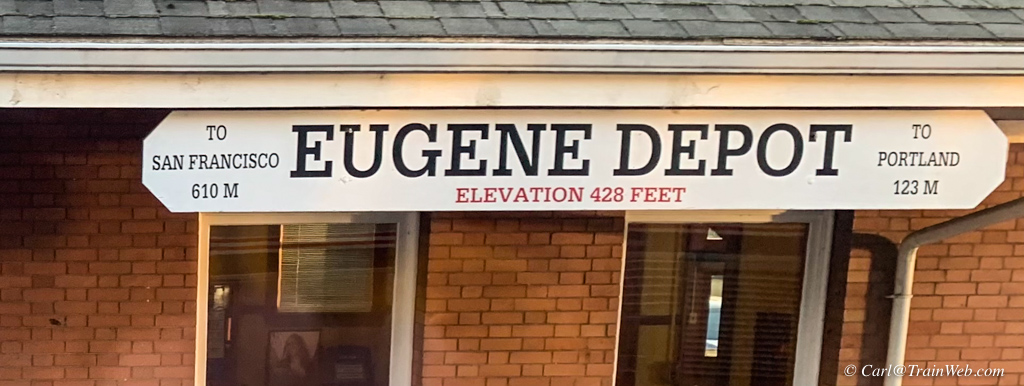 TO
SAN FRANCISCO
610 M
EUGENE DEPOT
ELEVATION 428 FEET
TO
PORTLAND
123 M
© Carl@TrainWeb.com